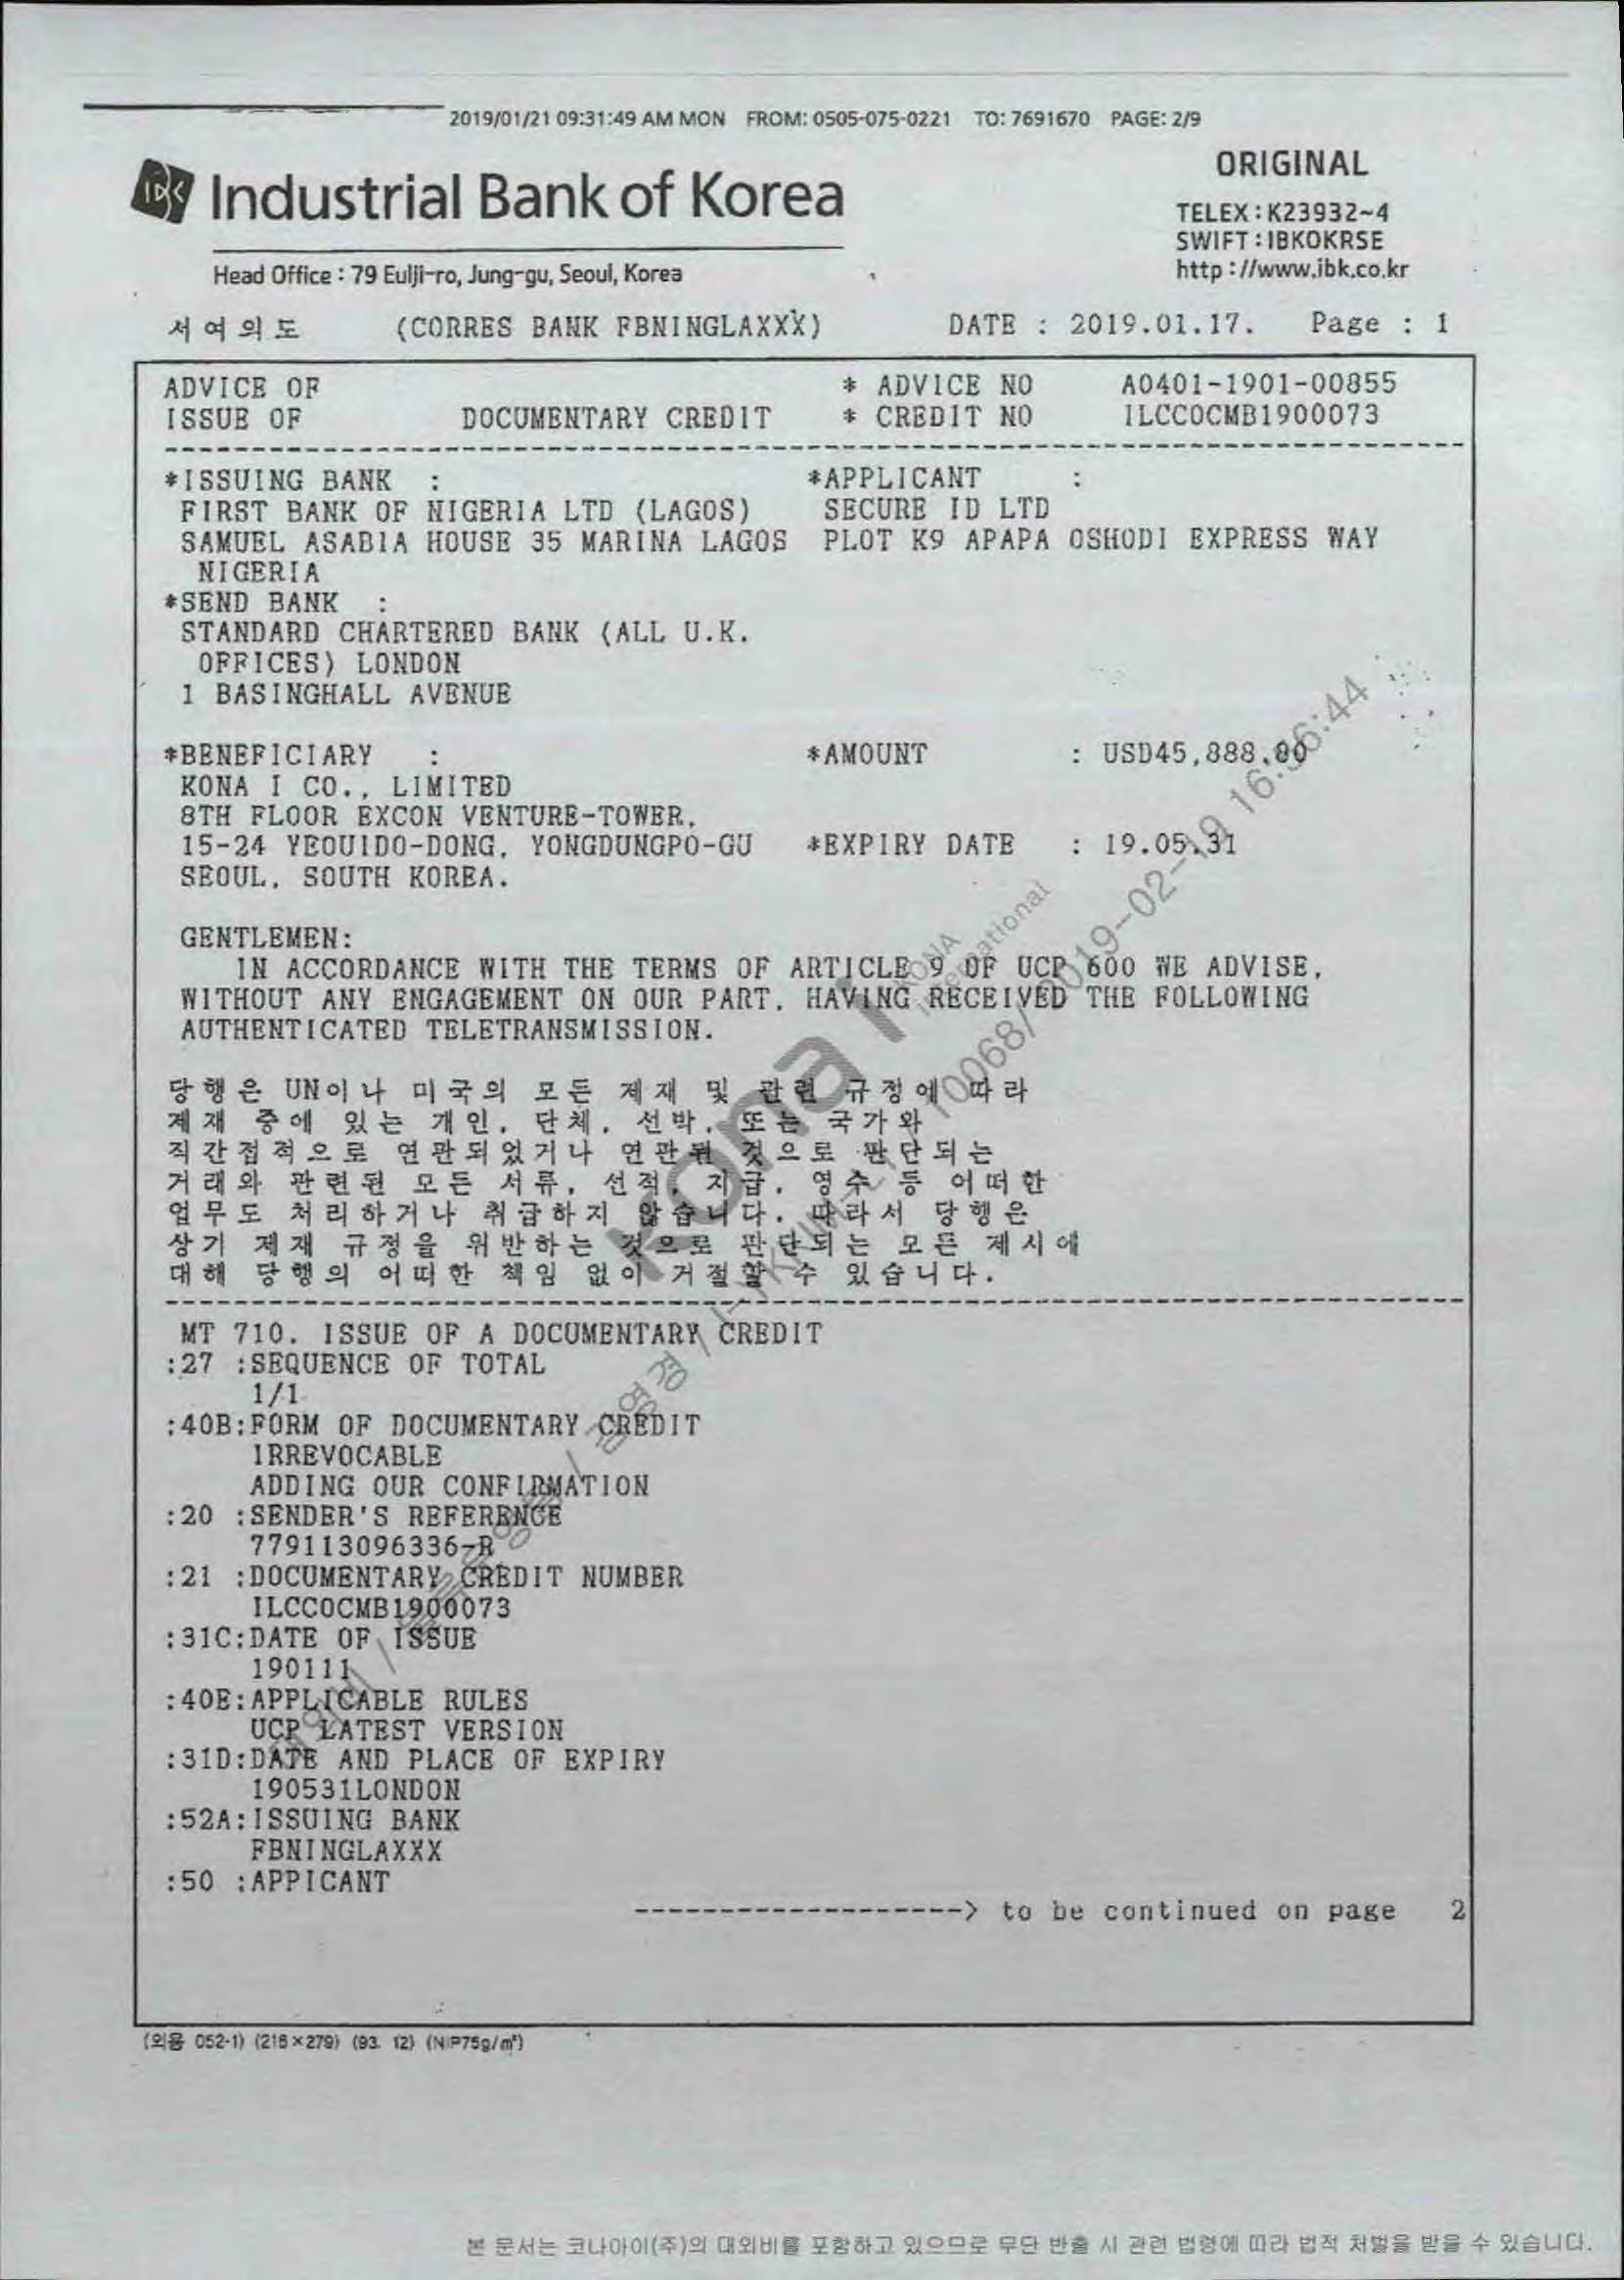 2019/01/21 09:31:49 AM MON FROM: 0505-075-0221 TO: 7691670 PAGE: 2/9
ORIGINAL
IBK Industrial Bank of Korea
TELEX : K23932~4
SWIFT : IBKOKRSE
http://www.ibk.co.kr
Head Office : 79 Eulji-ro, Jung-gu, Seoul, Korea
서여의도 (CORRES BANK FBNINGLAXXX) DATE : 2019.01.17. Page : 1
ADVICE OF * ADVICE NO A0401-1901-00855
ISSUE OF DOCUMENTARY CREDIT * CREDIT NO ILCCOCMB1900073
*ISSUING BANK : *APPLICANT :
FIRST BANK OF NIGERIA LTD (LAGOS) SECURE ID LTD
SAMUEL ASABIA HOUSE 35 MARINA LAGOS PLOT K9 APAPA OSHODI EXPRESS WAY
NIGERIA
*SEND BANK :
STANDARD CHARTERED BANK (ALL U.K.
OFFICES) LONDON
1 BASINGHALL AVENUE
*BENEFICIARY : *AMOUNT : USD45,888.00
KONA I CO., LIMITED
8TH FLOOR EXCON VENTURE-TOWER,
15-24 YEOUIDO-DONG, YONGDUNGPO-GU *EXPIRY DATE : 19.05.31
SEOUL, SOUTH KOREA.
GENTLEMEN:
IN ACCORDANCE WITH THE TERMS OF ARTICLE 9 OF UCP 600 WE ADVISE,
WITHOUT ANY ENGAGEMENT ON OUR PART, HAVING RECEIVED THE FOLLOWING
AUTHENTICATED TELETRANSMISSION.
당행은 UN이나 미국의 모든 제재 및 관련 규정에 따라
제재 중에 있는 개인, 단체, 선박, 또는 국가와
직간접적으로 연관되었거나 연관된 것으로 판단되는
거래와 관련된 모든 서류, 선적, 지급, 영수 등 어떠한
업무도 처리하거나 취급하지 않습니다. 따라서 당행은
상기 제재 규정을 위반하는 것으로 판단되는 모든 제시에
대해 당행의 어떠한 책임 없이 거절할 수 있습니다.
MT 710. ISSUE OF A DOCUMENTARY CREDIT
:27 :SEQUENCE OF TOTAL
1/1
:40B:FORM OF DOCUMENTARY CREDIT
IRREVOCABLE
ADDING OUR CONFIRMATION
:20 :SENDER'S REFERENCE
779113096336-R
:21 :DOCUMENTARY CREDIT NUMBER
ILCCOCMB1900073
:31C:DATE OF ISSUE
190111
:40E:APPLICABLE RULES
UCP LATEST VERSION
:31D:DATE AND PLACE OF EXPIRY
190531LONDON
:52A:ISSUING BANK
FBNINGLAXXX
:50 :APPICANT
-------------------> to be continued on page 2
kona I
KONA
International
(외용 052-1) (216×279) (93. 12) (NIP75g/㎡)
본 문서는 코나아이(주)의 대외비를 포함하고 있으므로 무단 반출 시 관련 법령에 따라 법적 처벌을 받을 수 있습니다.